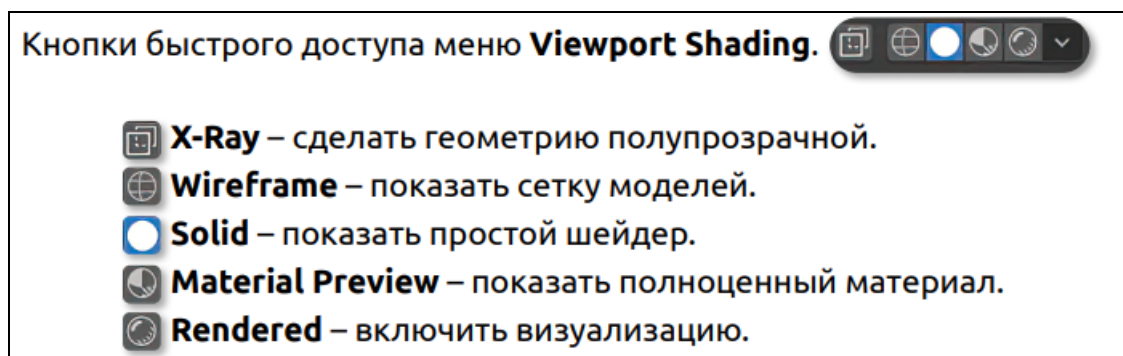 Кнопки быстрого доступа меню Viewport Shading.
X-Ray – сделать геометрию полупрозрачной.
Wireframe – показать сетку моделей.
Solid – показать простой шейдер.
Material Preview – показать полноценный материал.
Rendered – включить визуализацию.